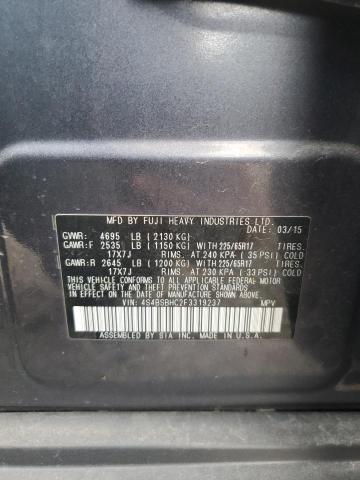 MFD. BY FUJI HEAVY INDUSTRIES LTD.
DATE: 03/15
GVWR: 4695 LB (2130 KG)
GAWR:F 2535 LB (1150 KG) WITH 225/65R17 TIRES.
17X7J RIMS. AT 240 KPA (35 PSI) COLD
GAWR:R 2645 LB (1200 KG) WITH 225/65R17 TIRES.
17X7J RIMS. AT 230 KPA (33 PSI) COLD
THIS VEHICLE CONFORMS TO ALL APPLICABLE
FEDERAL MOTOR VEHICLE SAFETY, BUMPER,
AND THEFT PREVENTION STANDARDS
IN EFFECT ON THE DATE OF MANUFACTURE
SHOWN ABOVE.
VIN: 4S4BSBHC2F3319237 MPV
ASSEMBLED BY SIA, INC. MADE IN U.S.A.